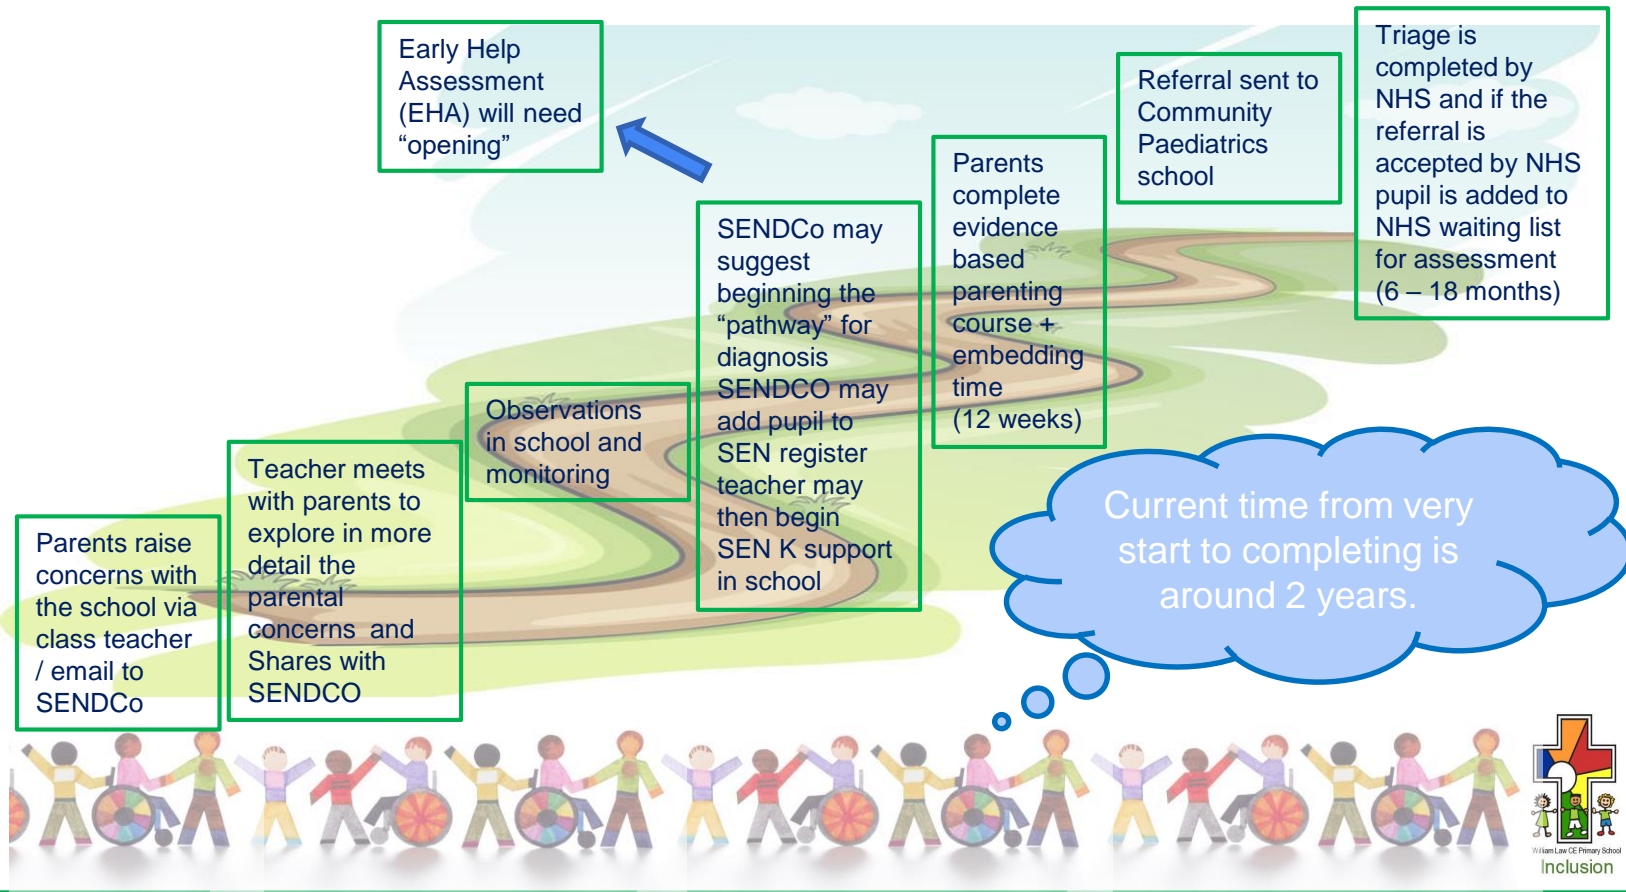 Early Help
Assessment
(EHA) will need
“opening”
Parents raise
concerns with
the school via
class teacher
/ email to
SENDCo
Teacher meets
with parents to
explore in more
detail the
parental
concerns and
Shares with
SENDCO
Observations
in school and
monitoring
SENDCo may
suggest
beginning the
“pathway” for
diagnosis
SENDCO may
add pupil to
SEN register
teacher may
then begin
SEN K support
in school
Parents
complete
evidence
based
parenting
course +
embedding
time
(12 weeks)
Referral sent to
Community
Paediatrics
school
Triage is
completed by
NHS and if the
referral is
accepted by NHS
pupil is added to
NHS waiting list
for assessment
(6 – 18 months)
Current time from very
start to completing is
around 2 years.
William Law CE Primary School
Inclusion